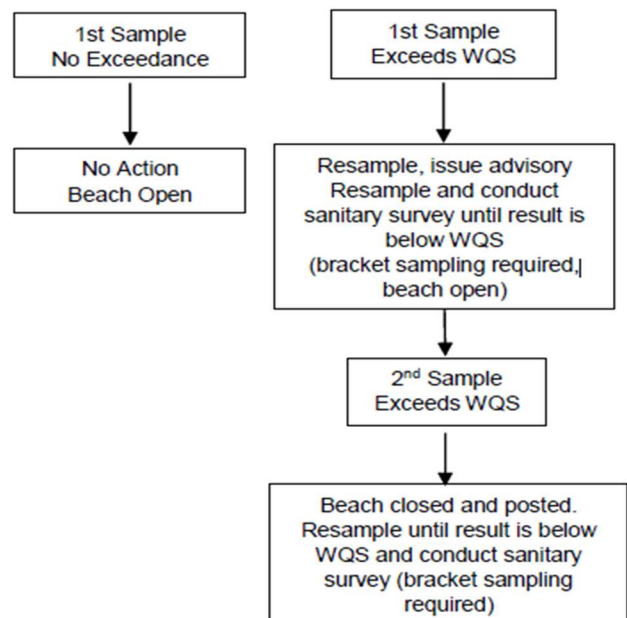 1st Sample
No Exceedance
No Action
Beach Open
1st Sample
Exceeds WQS
Resample, issue advisory
Resample and conduct
sanitary survey until result is
below WQS
(bracket sampling required,
beach open)
2nd Sample
Exceeds WQS
Beach closed and posted.
Resample until result is below
WQS and conduct sanitary
survey (bracket sampling
required)